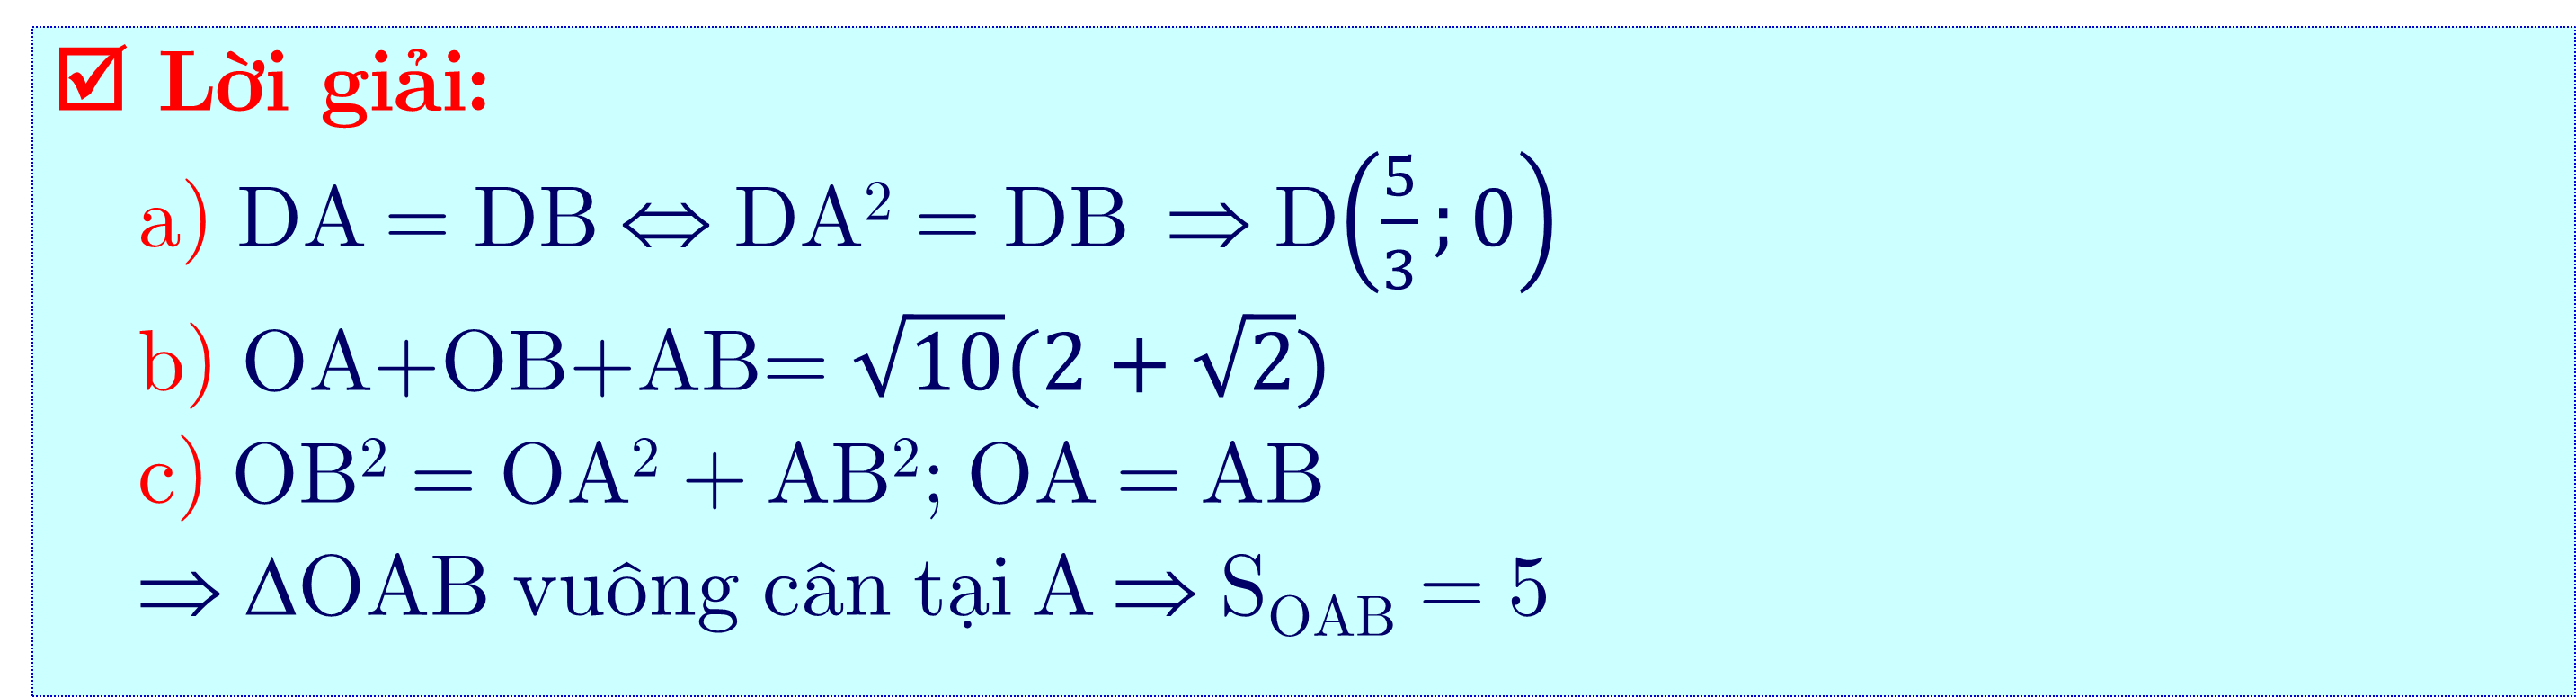 ☑ Lời giải:
a) DA = DB ⇔ DA² = DB ⇒ D(5/3; 0)
b) OA+OB+AB= √10(2 + √2)
c) OB² = OA² + AB²; OA = AB
⇒ ΔOAB vuông cân tại A ⇒ S_OAB = 5